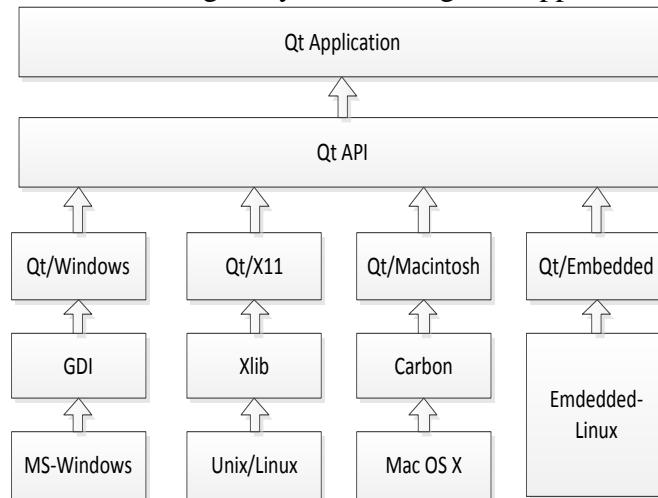 Qt Application
Qt API
Qt/Windows
Qt/X11
Qt/Macintosh
Qt/Embedded
GDI
Xlib
Carbon
Emdedded-
Linux
MS-Windows
Unix/Linux
Mac OS X